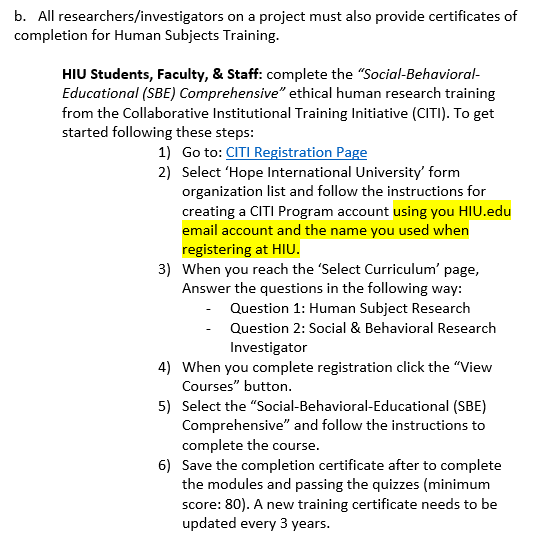 b. All researchers/investigators on a project must also provide certificates of
completion for Human Subjects Training.
HIU Students, Faculty, & Staff: complete the “Social-Behavioral-
Educational (SBE) Comprehensive” ethical human research training
from the Collaborative Institutional Training Initiative (CITI). To get
started following these steps:
1) Go to: CITI Registration Page
2) Select ‘Hope International University’ form
organization list and follow the instructions for
creating a CITI Program account using you HIU.edu
email account and the name you used when
registering at HIU.
3) When you reach the ‘Select Curriculum’ page,
Answer the questions in the following way:
- Question 1: Human Subject Research
- Question 2: Social & Behavioral Research
Investigator
4) When you complete registration click the “View
Courses” button.
5) Select the “Social-Behavioral-Educational (SBE)
Comprehensive” and follow the instructions to
complete the course.
6) Save the completion certificate after to complete
the modules and passing the quizzes (minimum
score: 80). A new training certificate needs to be
updated every 3 years.